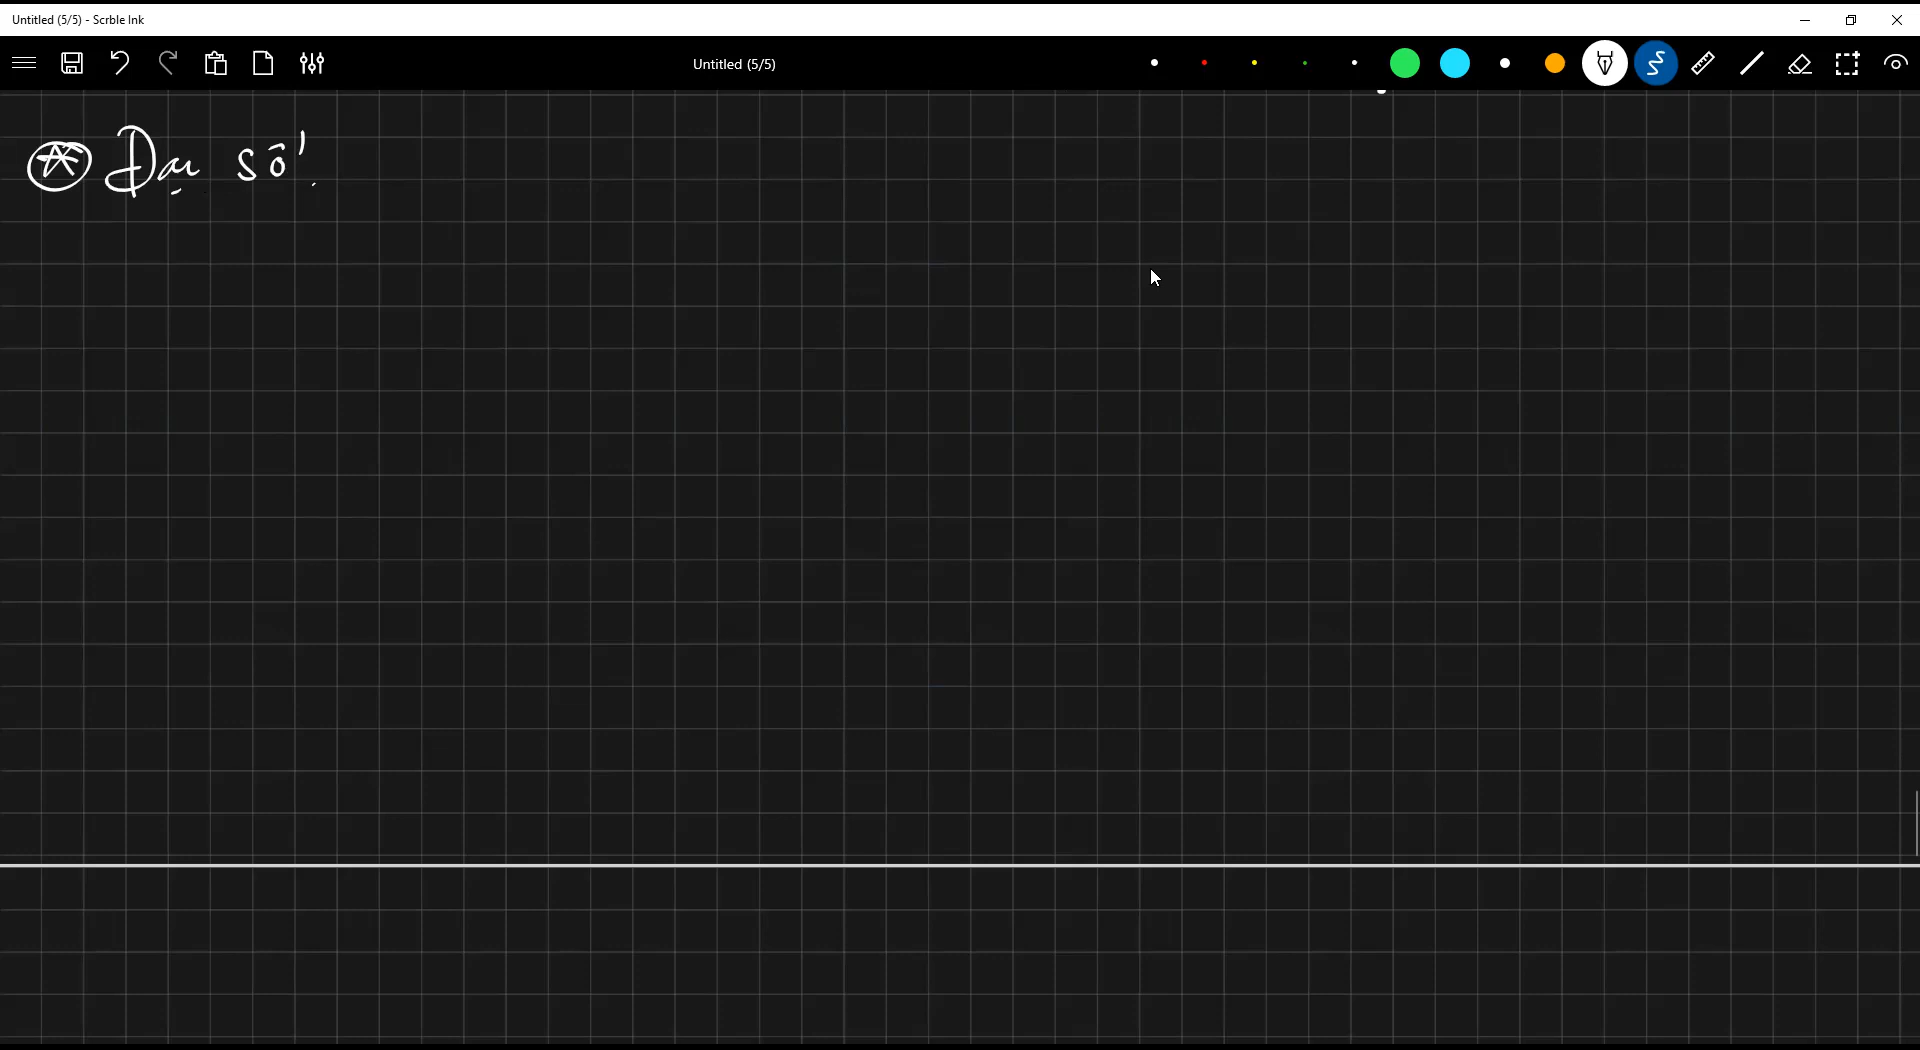 Untitled (5/5) - Scrble Ink
Untitled (5/5)
Đại số